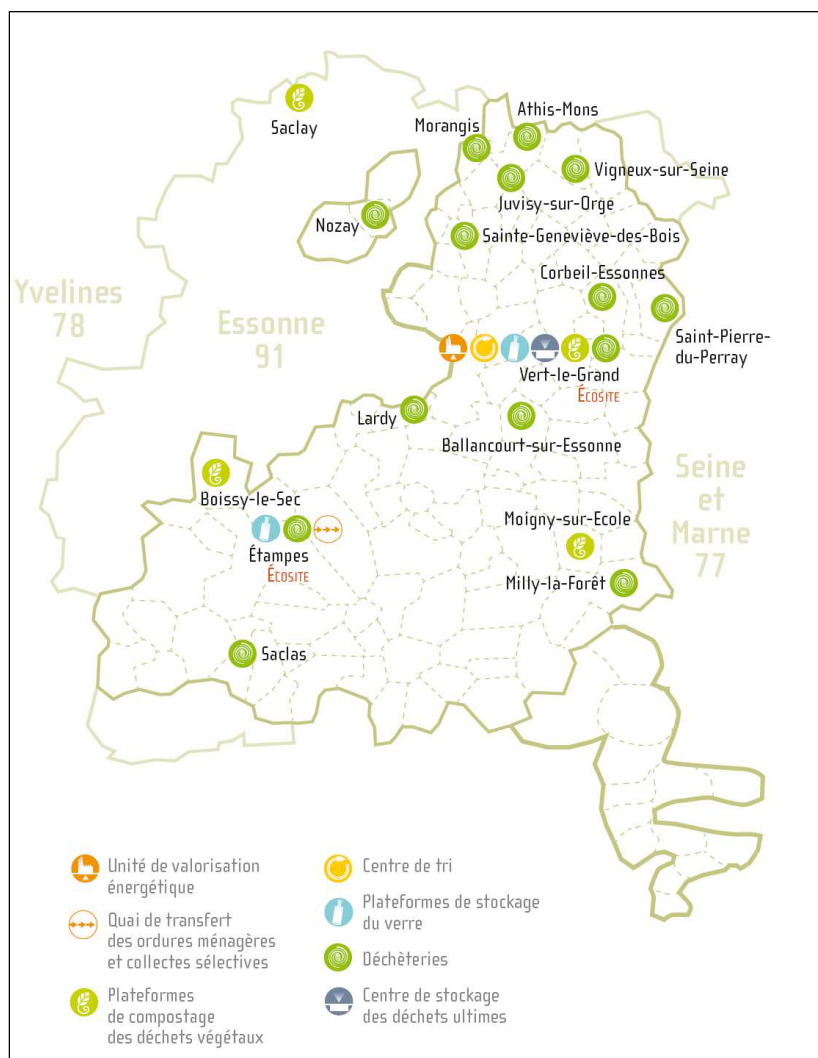 Saclay
Athis-Mons
Morangis
Vigneux-sur-Seine
Juvisy-sur-Orge
Nozay
Sainte-Geneviève-des-Bois
Corbeil-Essonnes
Yvelines
78
Essonne
91
Saint-Pierre-
du-Perray
Vert-le-Grand
ÉCOSITE
Lardy
Ballancourt-sur-Essonne
Seine
et
Marne
77
Boissy-le-Sec
Moigny-sur-Ecole
Étampes
ÉCOSITE
Milly-la-Forêt
Saclas
Unité de valorisation
énergétique
Quai de transfert
des ordures ménagères
et collectes sélectives
Plateformes
de compostage
des déchets végétaux
Centre de tri
Plateformes de stockage
du verre
Déchèteries
Centre de stockage
des déchets ultimes